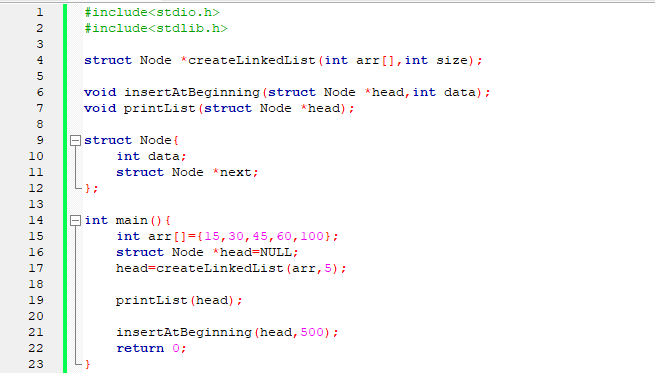 1 #include<stdio.h>
2 #include<stdlib.h>
3
4 struct Node *createLinkedList(int arr[],int size);
5
6 void insertAtBeginning(struct Node *head,int data);
7 void printList(struct Node *head);
8
9 struct Node{
10     int data;
11     struct Node *next;
12 };
13
14 int main(){
15     int arr[]={15,30,45,60,100};
16     struct Node *head=NULL;
17     head=createLinkedList(arr,5);
18
19     printList(head);
20
21     insertAtBeginning(head,500);
22     return 0;
23 }